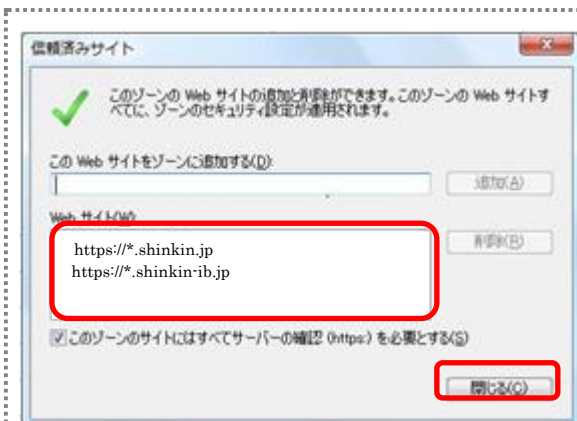 信頼済みサイト
このゾーンの Web サイトの追加と削除ができます。このゾーンの Web サイトす
べてに、ゾーンのセキュリティ設定が適用されます。
この Web サイトをゾーンに追加する(D):
追加(A)
Web サイト(W):
https://*.shinkin.jp
https://*.shinkin-ib.jp
削除(R)
このゾーンのサイトにはすべてサーバーの確認 (https:) を必要とする(S)
閉じる(C)